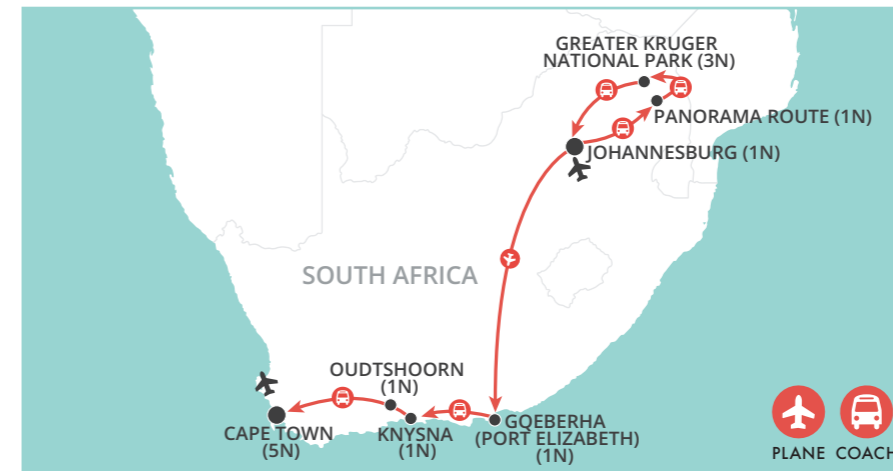 GREATER KRUGER
NATIONAL PARK (3N)
PANORAMA ROUTE (1N)
JOHANNESBURG (1N)
SOUTH AFRICA
OUDTSHOORN
(1N)
CAPE TOWN
(5N)
KNYSNA
(1N)
GQEBERHA
(PORT ELIZABETH)
(1N)
PLANE COACH